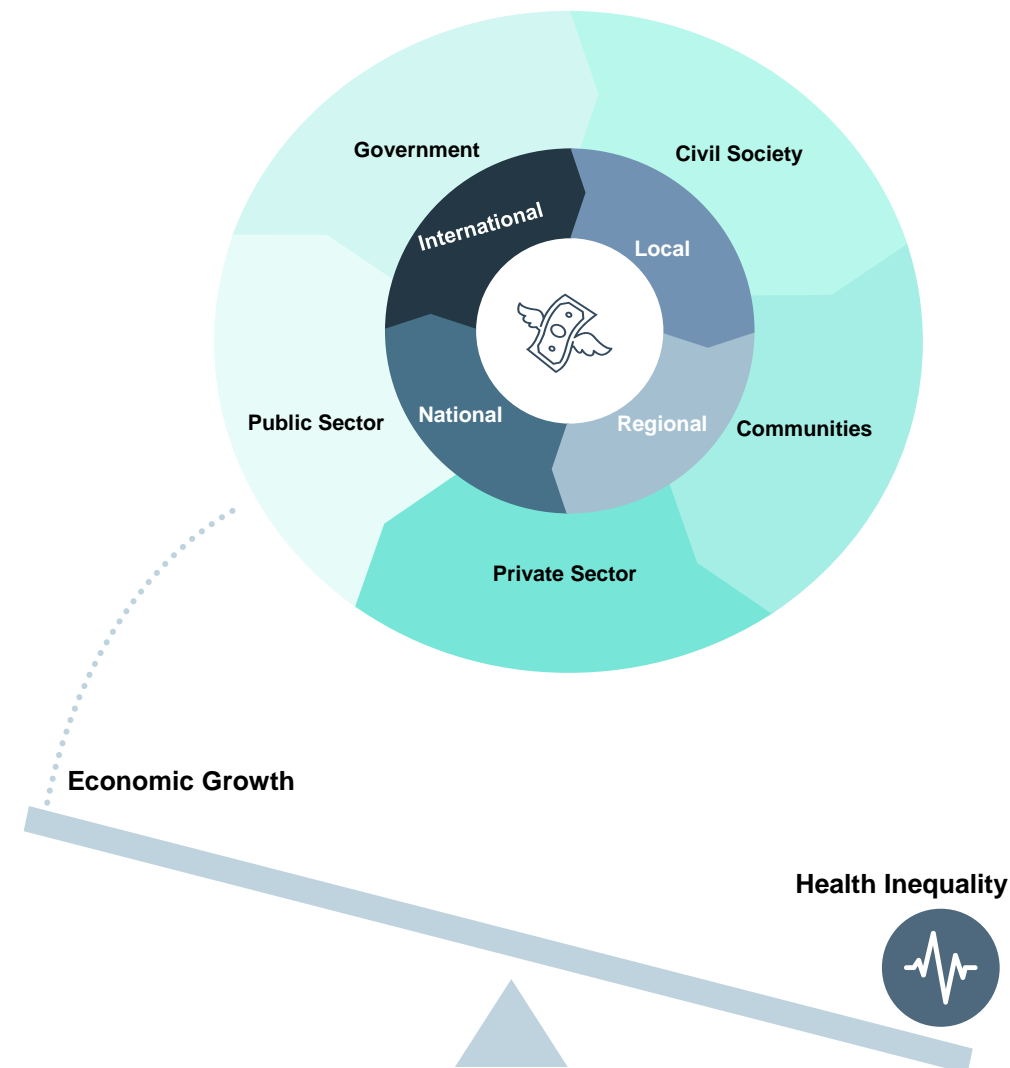 Government
Civil Society
International
Local
National
Regional
Public Sector
Communities
Private Sector
Economic Growth
Health Inequality